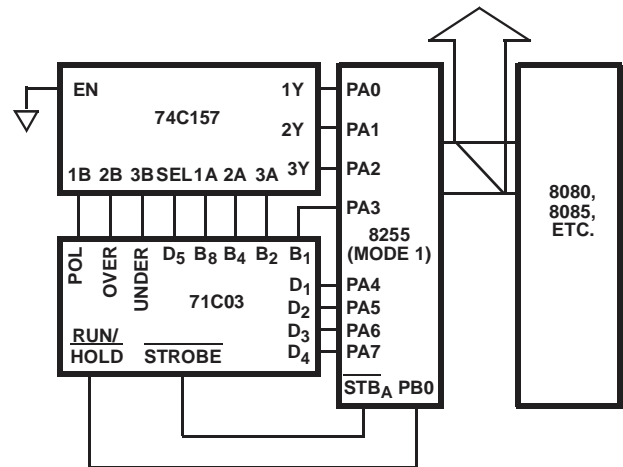 EN
1Y
74C157
2Y
3Y
1B 2B 3B SEL 1A 2A 3A
PA0
PA1
PA2
PA3
8255
(MODE 1)
PA4
PA5
PA6
PA7
STBA PB0
8080,
8085,
ETC.
POL
OVER
UNDER
D5 B8 B4 B2 B1
71C03
D1
D2
D3
D4
RUN/
HOLD
STROBE